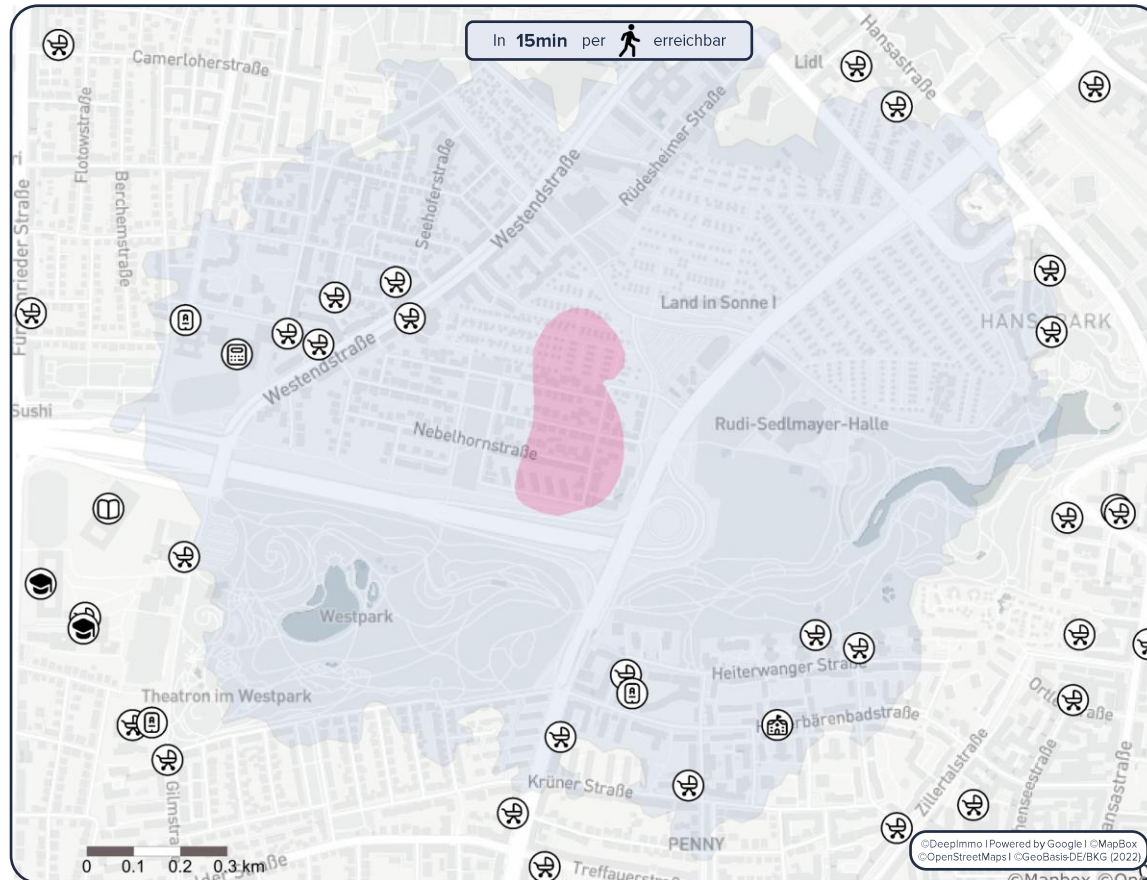 In 15min per erreichbar
Hansastraße
Lidl
Camerloherstraße
Flotowstraße
Rüdesheimer Straße
Seehoferstraße
Westendstraße
Berchemstraße
Land in Sonne I
Westendstraße
Sushi
Nebelhornstraße
Rudi-Sedlmayer-Halle
Westpark
Heiterwanger Straße
Theatron im Westpark
Krüner Straße
Zillertalstraße
PENNY
Treffauerstraße
0 0.1 0.2 0.3 km
©DeepImmo I Powered by Google I ©MapBox
©OpenStreetMaps I ©GeoBasis-DE/BKG (2022)